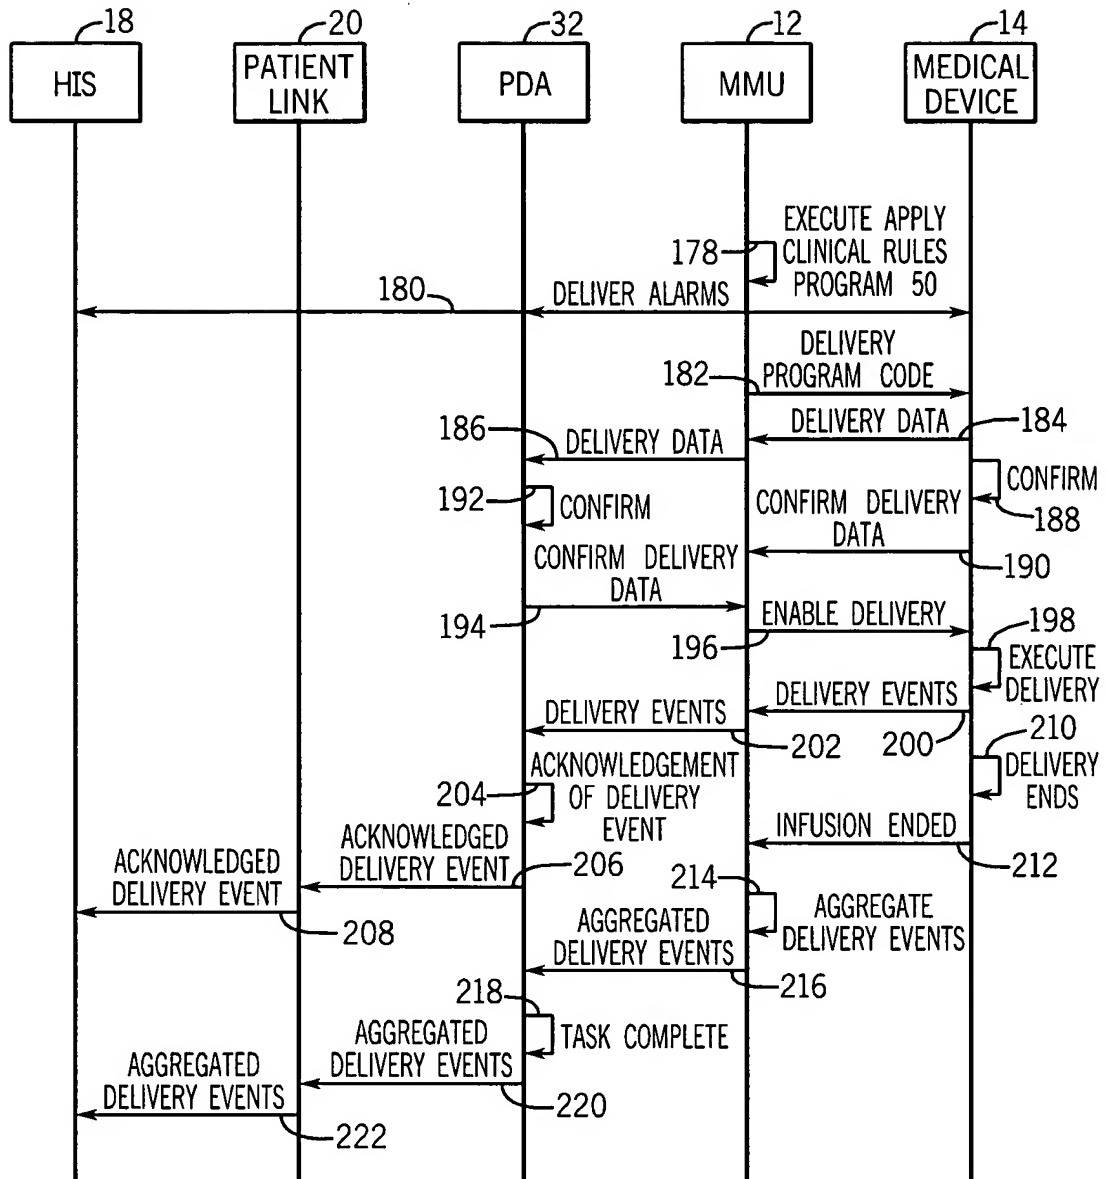 18
20
32
12
14
HIS
PATIENT
LINK
PDA
MMU
MEDICAL
DEVICE
178
EXECUTE APPLY
CLINICAL RULES
PROGRAM 50
180
DELIVER ALARMS
182
DELIVERY
PROGRAM CODE
DELIVERY DATA
184
186
DELIVERY DATA
CONFIRM
188
192
CONFIRM
CONFIRM DELIVERY
DATA
190
CONFIRM DELIVERY
DATA
194
ENABLE DELIVERY
196
198
EXECUTE
DELIVERY
DELIVERY EVENTS
200
DELIVERY EVENTS
202
210
DELIVERY
ENDS
204
ACKNOWLEDGEMENT
OF DELIVERY
EVENT
INFUSION ENDED
212
ACKNOWLEDGED
DELIVERY EVENT
206
ACKNOWLEDGED
DELIVERY EVENT
208
214
AGGREGATE
DELIVERY EVENTS
AGGREGATED
DELIVERY EVENTS
216
218
TASK COMPLETE
AGGREGATED
DELIVERY EVENTS
220
AGGREGATED
DELIVERY EVENTS
222